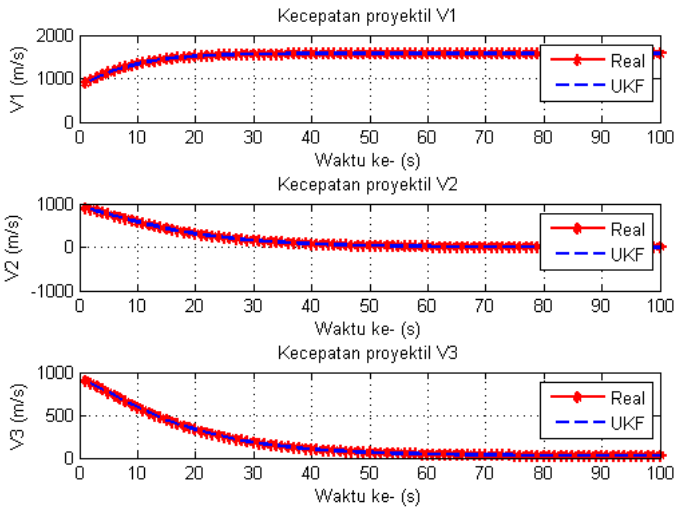 Kecepatan proyektil V1
2000
1000
0
V1 (m/s)
Real
UKF
0 10 20 30 40 50 60 70 80 90 100
Waktu ke- (s)
Kecepatan proyektil V2
1000
0
-1000
V2 (m/s)
Real
UKF
0 10 20 30 40 50 60 70 80 90 100
Waktu ke- (s)
Kecepatan proyektil V3
1000
500
0
V3 (m/s)
Real
UKF
0 10 20 30 40 50 60 70 80 90 100
Waktu ke- (s)